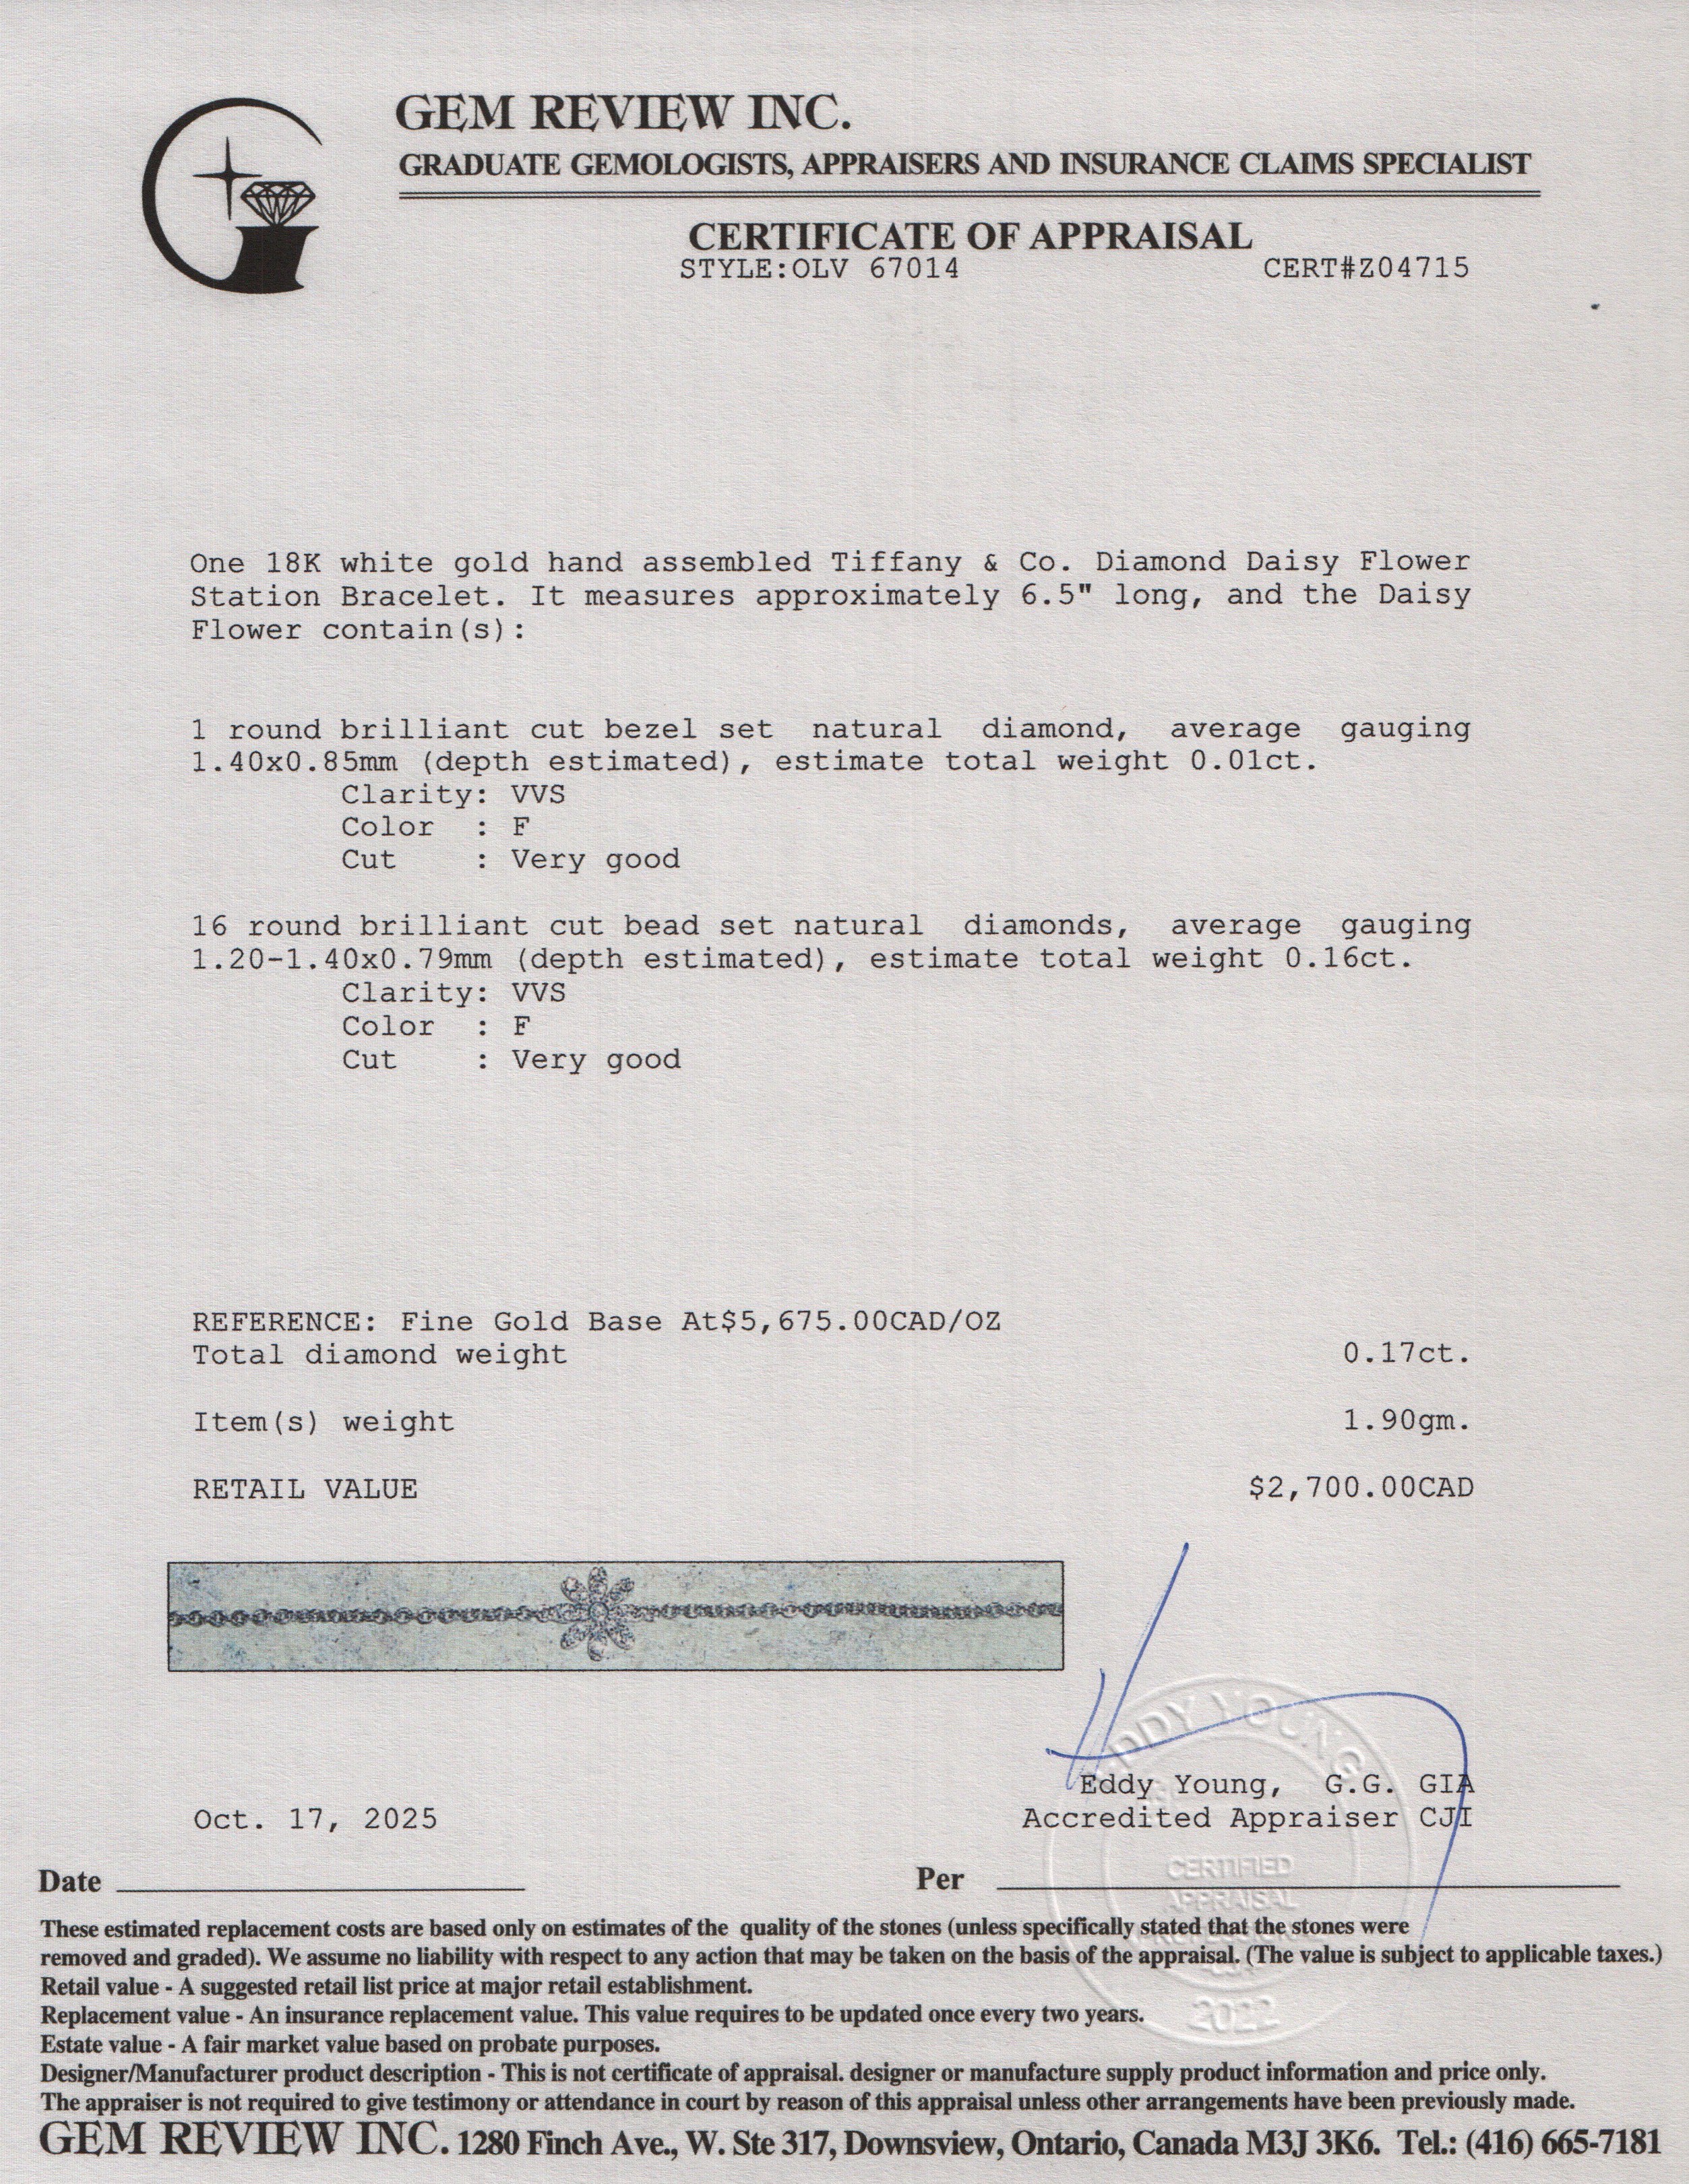 GEM REVIEW INC.
GRADUATE GEMOLOGISTS, APPRAISERS AND INSURANCE CLAIMS SPECIALIST
CERTIFICATE OF APPRAISAL
STYLE:OLV 67014 CERT#Z04715
One 18K white gold hand assembled Tiffany & Co. Diamond Daisy Flower
Station Bracelet. It measures approximately 6.5" long, and the Daisy
Flower contain(s):
1 round brilliant cut bezel set natural diamond, average gauging
1.40x0.85mm (depth estimated), estimate total weight 0.01ct.
Clarity: VVS
Color : F
Cut : Very good
16 round brilliant cut bead set natural diamonds, average gauging
1.20-1.40x0.79mm (depth estimated), estimate total weight 0.16ct.
Clarity: VVS
Color : F
Cut : Very good
REFERENCE: Fine Gold Base At$5,675.00CAD/OZ
Total diamond weight 0.17ct.
Item(s) weight 1.90gm.
RETAIL VALUE $2,700.00CAD
EDDY YOUNG
Eddy Young, G.G. GIA
Oct. 17, 2025 Accredited Appraiser CJI
CERTIFIED
APPRAISAL
2022
Date Per
These estimated replacement costs are based only on estimates of the quality of the stones (unless specifically stated that the stones were
removed and graded). We assume no liability with respect to any action that may be taken on the basis of the appraisal. (The value is subject to applicable taxes.)
Retail value - A suggested retail list price at major retail establishment.
Replacement value - An insurance replacement value. This value requires to be updated once every two years.
Estate value - A fair market value based on probate purposes.
Designer/Manufacturer product description - This is not certificate of appraisal. designer or manufacture supply product information and price only.
The appraiser is not required to give testimony or attendance in court by reason of this appraisal unless other arrangements have been previously made.
GEM REVIEW INC. 1280 Finch Ave., W. Ste 317, Downsview, Ontario, Canada M3J 3K6. Tel.: (416) 665-7181